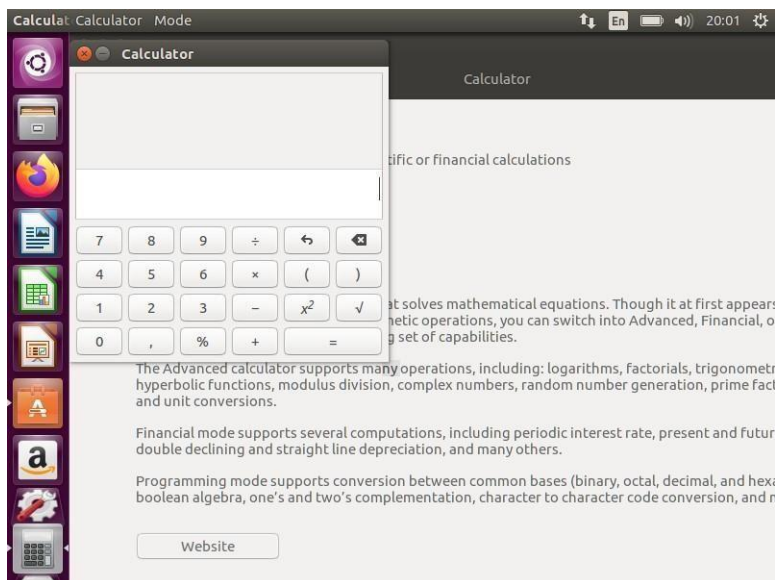 Calculat Calculator Mode
En 20:01
Calculator
Calculator
tific or financial calculations
7 8 9 ÷
4 5 6 × ( )
1 2 3 − x² √
0 , % + =
at solves mathematical equations. Though it at first appears
netic operations, you can switch into Advanced, Financial, o
g set of capabilities.
The Advanced calculator supports many operations, including: logarithms, factorials, trigonometr
hyperbolic functions, modulus division, complex numbers, random number generation, prime fact
and unit conversions.
Financial mode supports several computations, including periodic interest rate, present and futur
double declining and straight line depreciation, and many others.
Programming mode supports conversion between common bases (binary, octal, decimal, and hexa
boolean algebra, one's and two's complementation, character to character code conversion, and m
Website
a